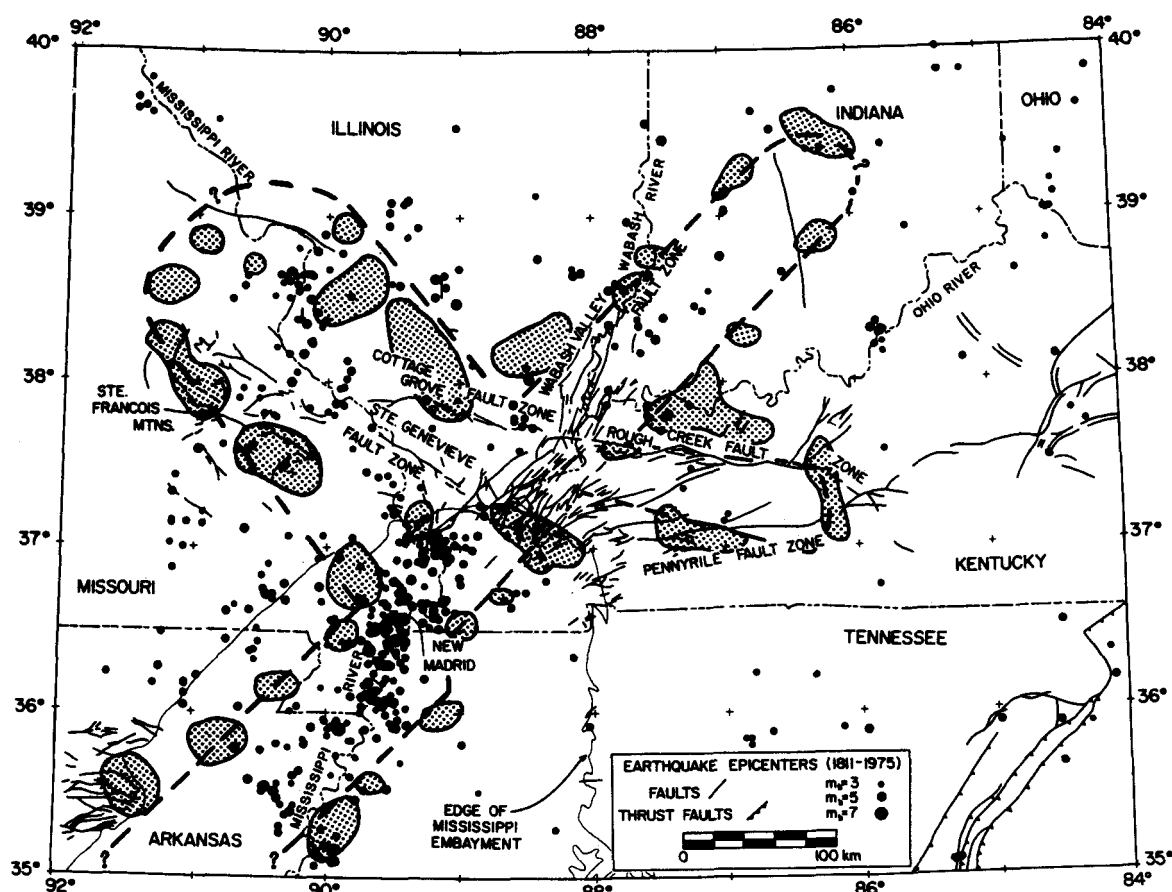 92°
90°
88°
86°
84°
40°
40°
MISSISSIPPI RIVER
ILLINOIS
INDIANA
OHIO
?
?
39°
39°
WABASH RIVER
WABASH VALLEY
FAULT ZONE
OHIO RIVER
38°
38°
COTTAGE
GROVE
FAULT ZONE
STE.
FRANCOIS
MTNS.
?
STE. GENEVIEVE
FAULT ZONE
ROUGH CREEK FAULT ZONE
37°
37°
PENNYRILE FAULT ZONE
KENTUCKY
MISSOURI
TENNESSEE
NEW
MADRID
36°
36°
MISSISSIPPI RIVER
EDGE OF
MISSISSIPPI
EMBAYMENT
ARKANSAS
?
?
EARTHQUAKE EPICENTERS (1811-1975)
FAULTS
THRUST FAULTS
m_b=3
m_b=5
m_b=7
0
100 km
35°
35°
92°
90°
88°
86°
84°